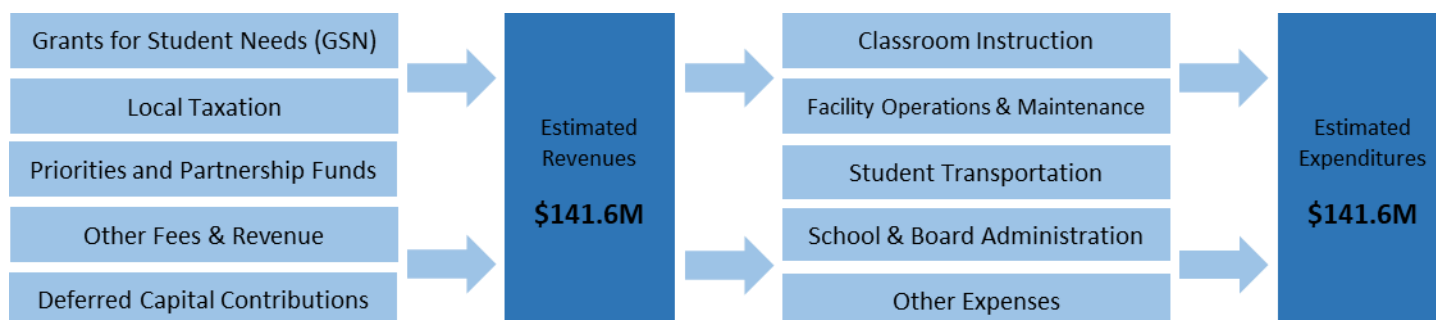 Grants for Student Needs (GSN)
Local Taxation
Priorities and Partnership Funds
Other Fees & Revenue
Deferred Capital Contributions
Estimated
Revenues
$141.6M
Classroom Instruction
Facility Operations & Maintenance
Student Transportation
School & Board Administration
Other Expenses
Estimated
Expenditures
$141.6M